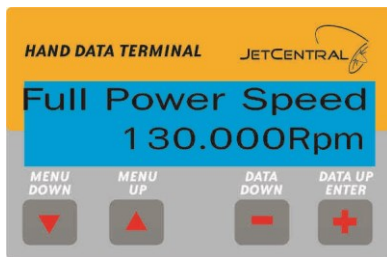 HAND DATA TERMINAL
JETCENTRAL
Full Power Speed
130.000Rpm
MENU DOWN
MENU UP
DATA DOWN
DATA UP ENTER